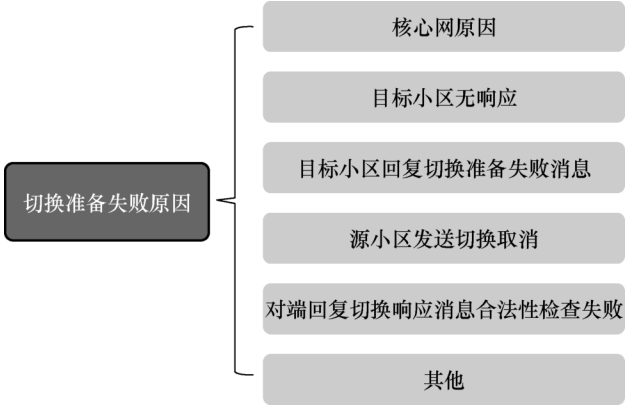 切换准备失败原因
核心网原因
目标小区无响应
目标小区回复切换准备失败消息
源小区发送切换取消
对端回复切换响应消息合法性检查失败
其他